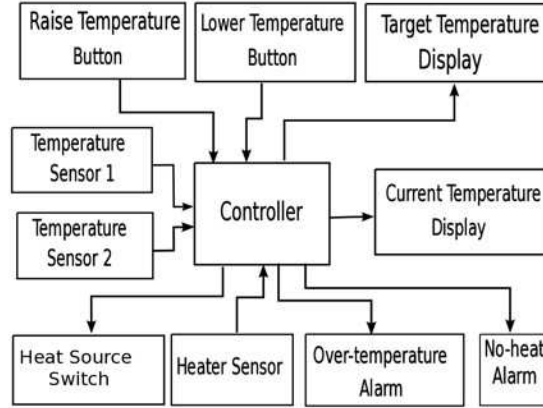 Raise Temperature
Button
Lower Temperature
Button
Target Temperature
Display
Temperature
Sensor 1
Temperature
Sensor 2
Controller
Current Temperature
Display
Heat Source
Switch
Heater Sensor
Over-temperature
Alarm
No-heat
Alarm